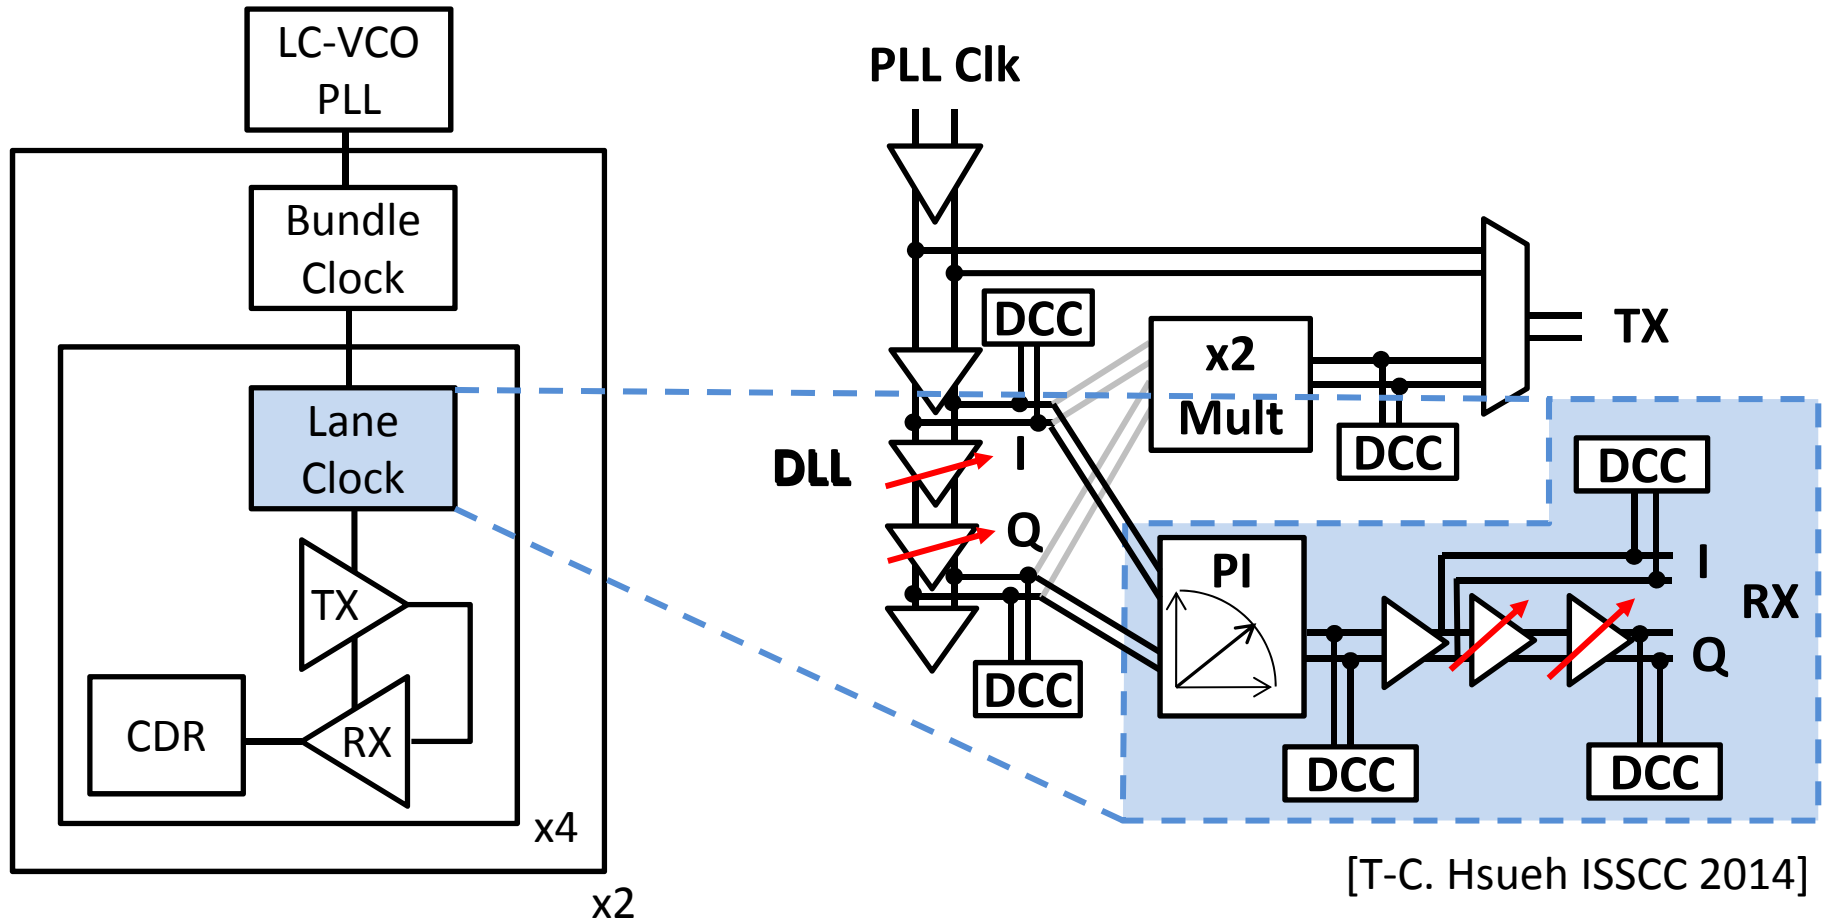 LC-VCO
PLL
Bundle
Clock
Lane
Clock
TX
RX
CDR
x4
x2
PLL Clk
DCC
x2
Mult
TX
DCC
DLL
I
Q
DCC
PI
DCC
I
RX
Q
DCC
DCC
[T-C. Hsueh ISSCC 2014]